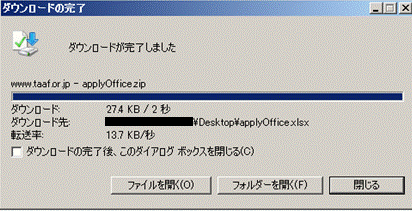 ダウンロードの完了
ダウンロードが完了しました
www.taaf.or.jp - applyOffice.zip
ダウンロード: 27.4 KB / 2 秒
ダウンロード先: ¥Desktop¥applyOffice.xlsx
転送率: 13.7 KB/秒
ダウンロードの完了後、このダイアログ ボックスを閉じる(C)
ファイルを開く(O) フォルダーを開く(F) 閉じる